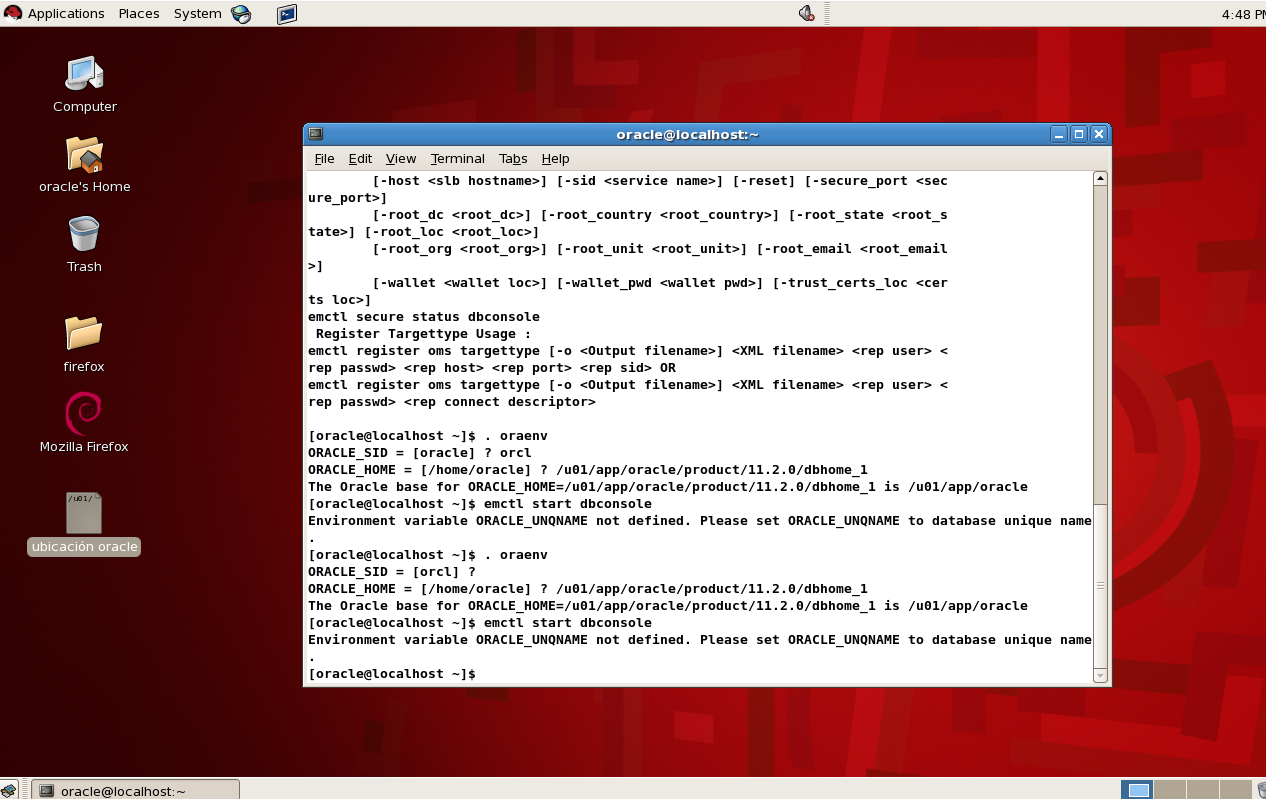 Applications Places System
4:48 PM
Computer
oracle's Home
Trash
firefox
Mozilla Firefox
/u01/
ubicación oracle
oracle@localhost:~
File Edit View Terminal Tabs Help
[-host <slb hostname>] [-sid <service name>] [-reset] [-secure_port <sec
ure_port>]
[-root_dc <root_dc>] [-root_country <root_country>] [-root_state <root_s
tate>] [-root_loc <root_loc>]
[-root_org <root_org>] [-root_unit <root_unit>] [-root_email <root_email
>]
[-wallet <wallet loc>] [-wallet_pwd <wallet pwd>] [-trust_certs_loc <cer
ts loc>]
emctl secure status dbconsole
Register Targettype Usage :
emctl register oms targettype [-o <Output filename>] <XML filename> <rep user> <
rep passwd> <rep host> <rep port> <rep sid> OR
emctl register oms targettype [-o <Output filename>] <XML filename> <rep user> <
rep passwd> <rep connect descriptor>
[oracle@localhost ~]$ . oraenv
ORACLE_SID = [oracle] ? orcl
ORACLE_HOME = [/home/oracle] ? /u01/app/oracle/product/11.2.0/dbhome_1
The Oracle base for ORACLE_HOME=/u01/app/oracle/product/11.2.0/dbhome_1 is /u01/app/oracle
[oracle@localhost ~]$ emctl start dbconsole
Environment variable ORACLE_UNQNAME not defined. Please set ORACLE_UNQNAME to database unique name
.
[oracle@localhost ~]$ . oraenv
ORACLE_SID = [orcl] ?
ORACLE_HOME = [/home/oracle] ? /u01/app/oracle/product/11.2.0/dbhome_1
The Oracle base for ORACLE_HOME=/u01/app/oracle/product/11.2.0/dbhome_1 is /u01/app/oracle
[oracle@localhost ~]$ emctl start dbconsole
Environment variable ORACLE_UNQNAME not defined. Please set ORACLE_UNQNAME to database unique name
.
[oracle@localhost ~]$
oracle@localhost:~